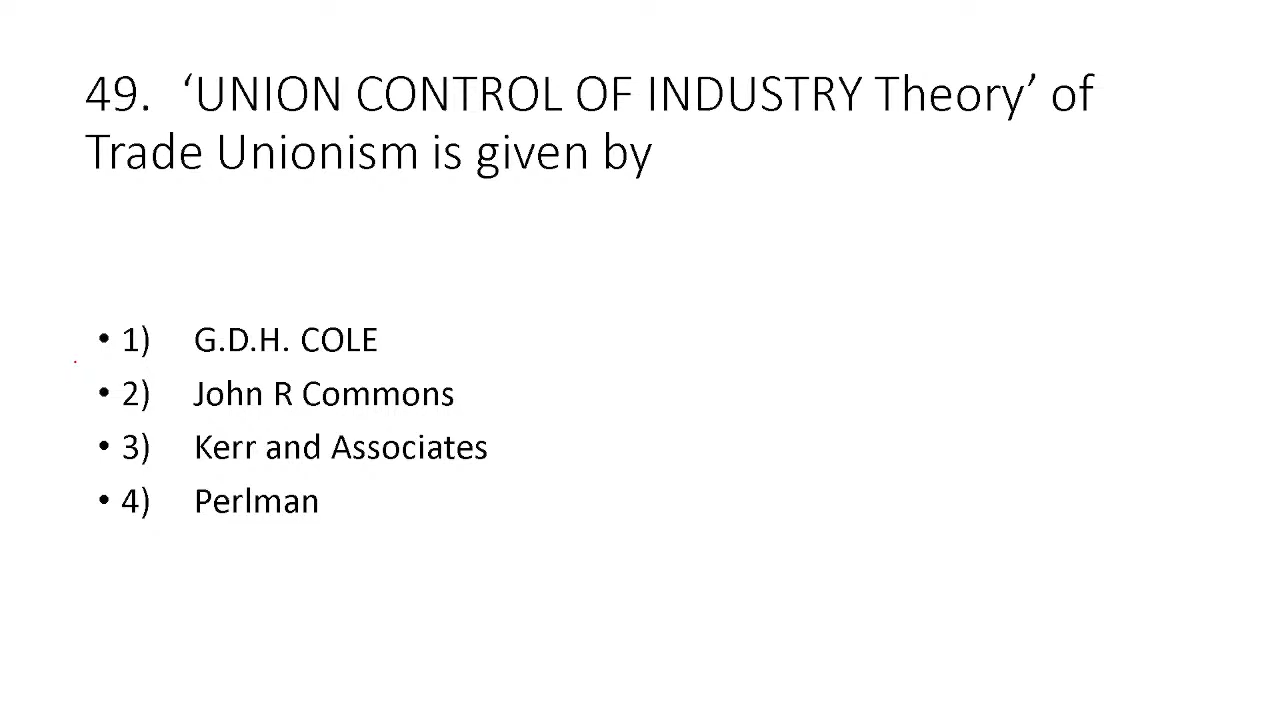 49. ‘UNION CONTROL OF INDUSTRY Theory’ of
Trade Unionism is given by
• 1) G.D.H. COLE
• 2) John R Commons
• 3) Kerr and Associates
• 4) Perlman